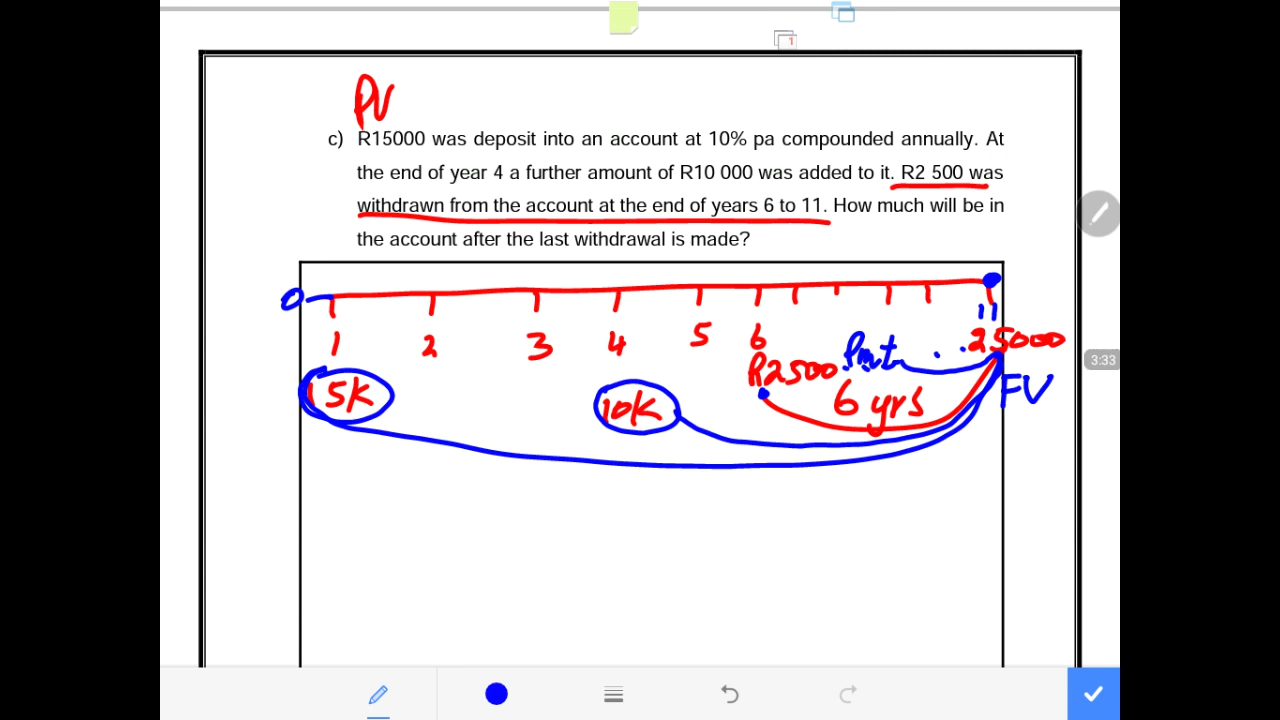 1
PV
c) R15000 was deposit into an account at 10% pa compounded annually. At
the end of year 4 a further amount of R10 000 was added to it. R2 500 was
withdrawn from the account at the end of years 6 to 11. How much will be in
the account after the last withdrawal is made?
0
1 2 3 4 5 6 11
R2500 Pmt . . 25000
15K 10K 6 yrs FV
3:33